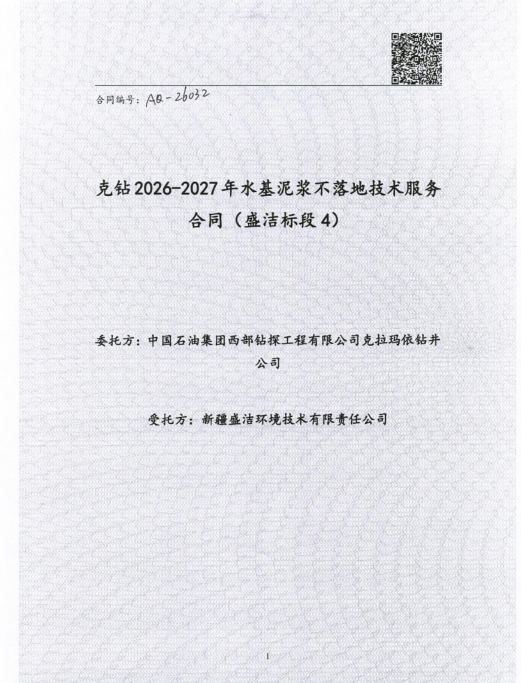 合同编号：AQ-26032
克钻2026-2027年水基泥浆不落地技术服务
合同（盛洁标段4）
委托方：中国石油集团西部钻探工程有限公司克拉玛依钻井
公司
受托方：新疆盛洁环境技术有限责任公司
1